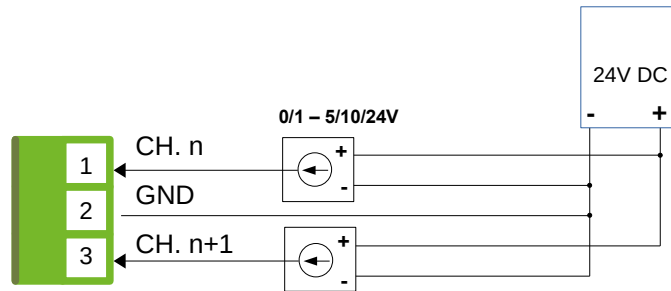 24V DC
- +
0/1 – 5/10/24V
1
CH. n
+
-
2
GND
3
CH. n+1
+
-